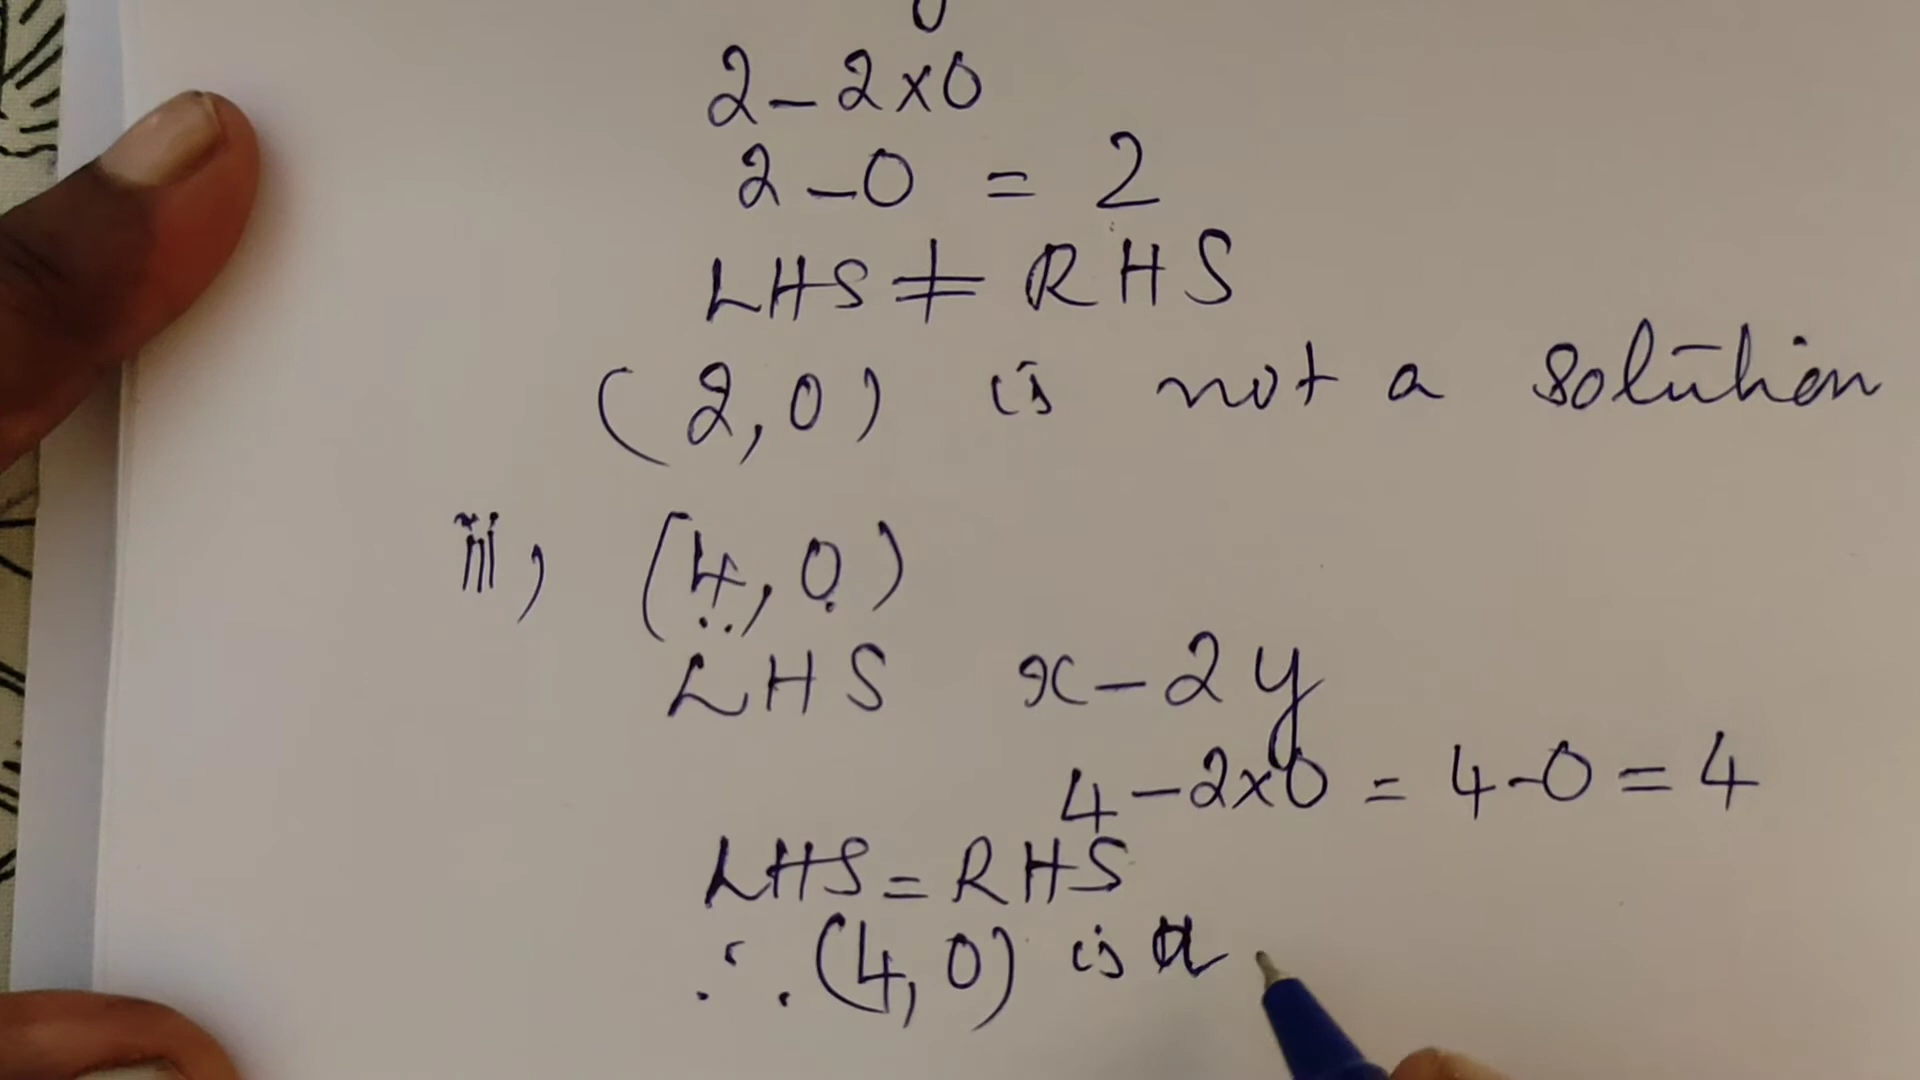 2-2x0
2-0 = 2
LHS ≠ RHS
(2,0) is not a solution
iii, (4,0)
LHS x-2y
4-2x0 = 4-0 = 4
LHS = RHS
∴ (4,0) is a